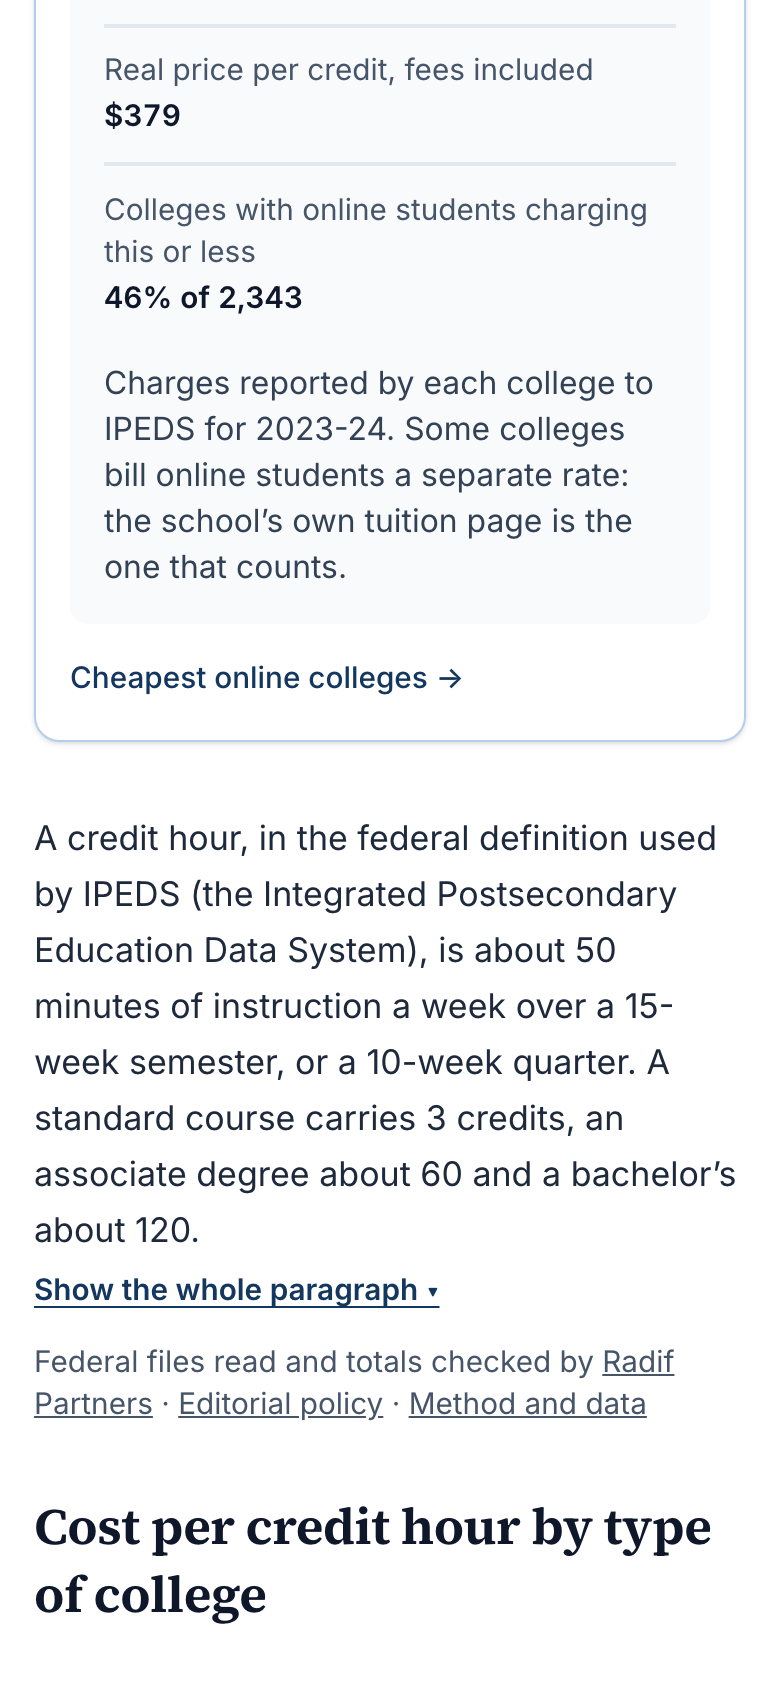 Real price per credit, fees included
$379
Colleges with online students charging
this or less
46% of 2,343
Charges reported by each college to
IPEDS for 2023-24. Some colleges
bill online students a separate rate:
the school’s own tuition page is the
one that counts.
Cheapest online colleges →
A credit hour, in the federal definition used
by IPEDS (the Integrated Postsecondary
Education Data System), is about 50
minutes of instruction a week over a 15-
week semester, or a 10-week quarter. A
standard course carries 3 credits, an
associate degree about 60 and a bachelor’s
about 120.
Show the whole paragraph ▾
Federal files read and totals checked by Radif
Partners · Editorial policy · Method and data
Cost per credit hour by type
of college